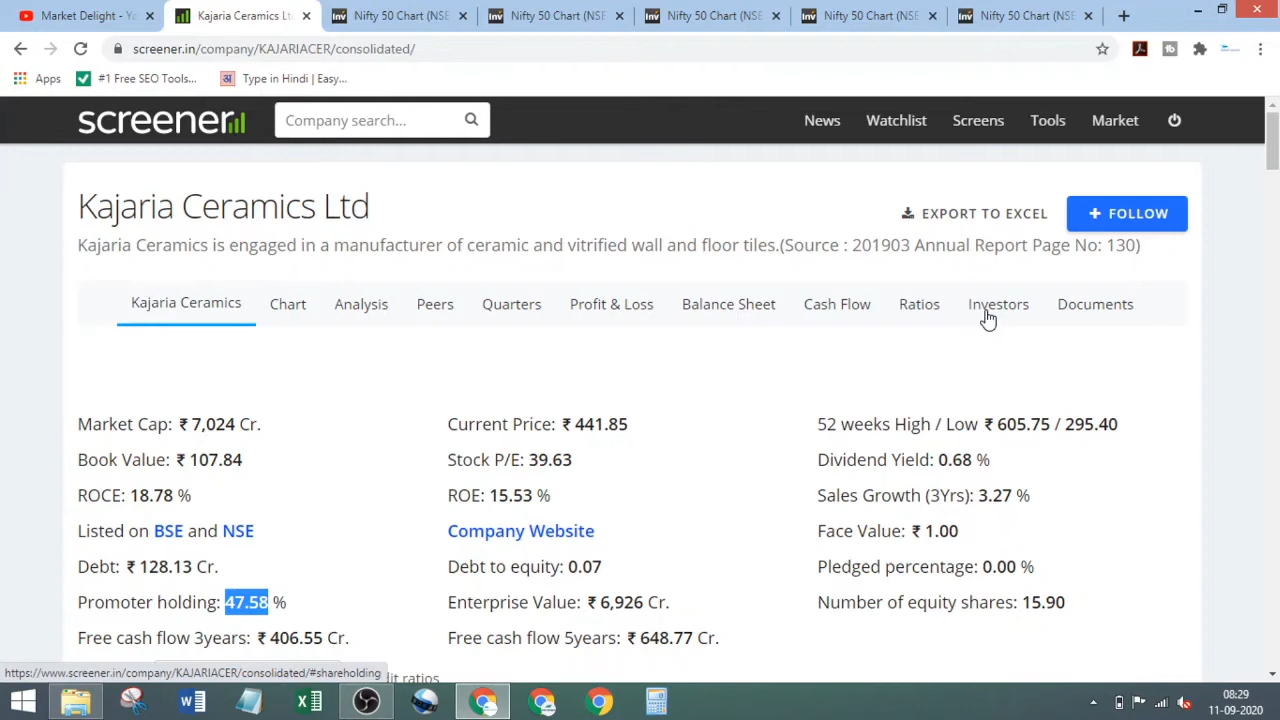 Market Delight - Yo
Kajaria Ceramics Ltd
Nifty 50 Chart (NSE
Nifty 50 Chart (NSE
Nifty 50 Chart (NSE
Nifty 50 Chart (NSE
Nifty 50 Chart (NSE
screener.in/company/KAJARIACER/consolidated/
Apps
#1 Free SEO Tools...
Type in Hindi | Easy...
screener
Company search...
News Watchlist Screens Tools Market
Kajaria Ceramics Ltd
EXPORT TO EXCEL
+ FOLLOW
Kajaria Ceramics is engaged in a manufacturer of ceramic and vitrified wall and floor tiles.(Source : 201903 Annual Report Page No: 130)
Kajaria Ceramics Chart Analysis Peers Quarters Profit & Loss Balance Sheet Cash Flow Ratios Investors Documents
Market Cap: ₹ 7,024 Cr. Current Price: ₹ 441.85 52 weeks High / Low ₹ 605.75 / 295.40
Book Value: ₹ 107.84 Stock P/E: 39.63 Dividend Yield: 0.68 %
ROCE: 18.78 % ROE: 15.53 % Sales Growth (3Yrs): 3.27 %
Listed on BSE and NSE Company Website Face Value: ₹ 1.00
Debt: ₹ 128.13 Cr. Debt to equity: 0.07 Pledged percentage: 0.00 %
Promoter holding: 47.58 % Enterprise Value: ₹ 6,926 Cr. Number of equity shares: 15.90
Free cash flow 3years: ₹ 406.55 Cr. Free cash flow 5years: ₹ 648.77 Cr.
https://www.screener.in/company/KAJARIACER/consolidated/#shareholding
ratios
08:29
11-09-2020